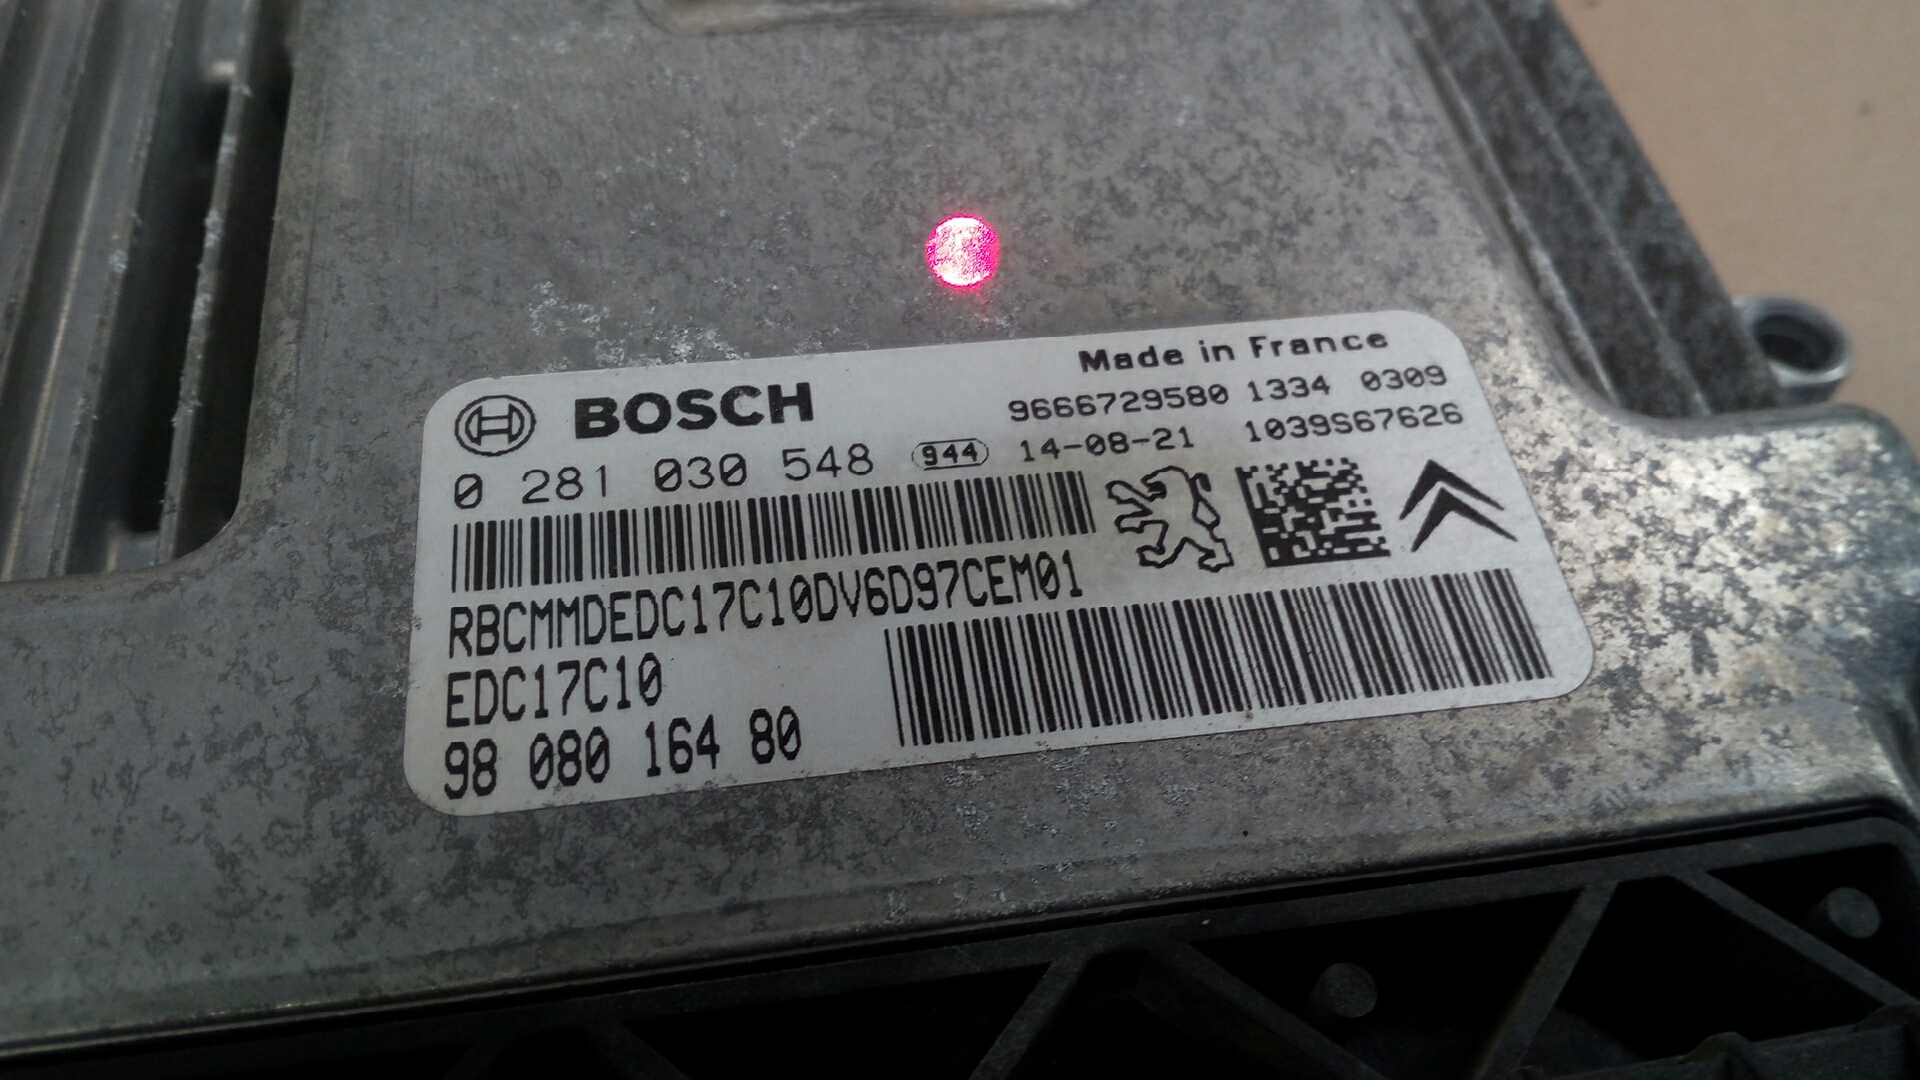 Made in France
BOSCH
9666729580 1334 0309
0 281 030 548 944 14-08-21 1039S67626
RBCMMDEDC17C10DV6D97CEM01
EDC17C10
98 080 164 80